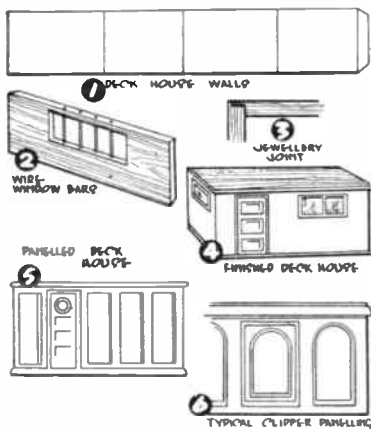 1 DECK HOUSE WALLS
2
WIRE
WINDOW BARS
3
JEWELLERY
JOINT
4
FINISHED DECK HOUSE
PANELLED DECK
HOUSE
5
6
TYPICAL CLIPPER PANELLING